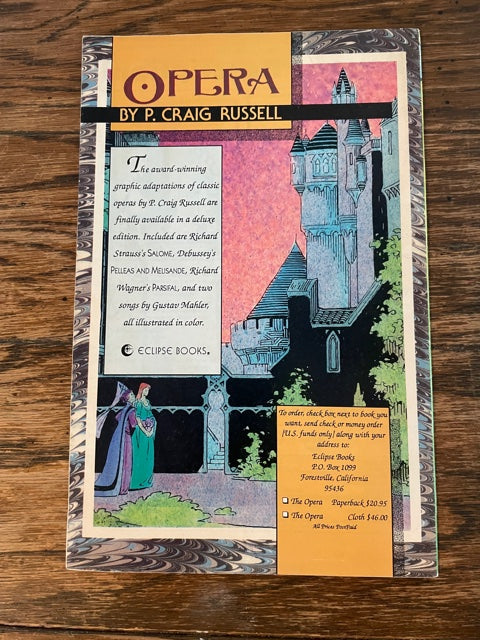 OPERA
BY P. CRAIG RUSSELL
The award-winning
graphic adaptations of classic
operas by P. Craig Russell are
finally available in a deluxe
edition. Included are Richard
Strauss's SALOME, Debussey's
PELLEAS AND MELISANDE, Richard
Wagner's PARSIFAL, and two
songs by Gustav Mahler,
all illustrated in color.
ECLIPSE BOOKS.
To order, check box next to book you
want, send check or money order
[U.S. funds only] along with your
address to:
Eclipse Books
P.O. Box 1099
Forestville, California
95436
The Opera Paperback $20.95
The Opera Cloth $46.00
All Prices PostPaid